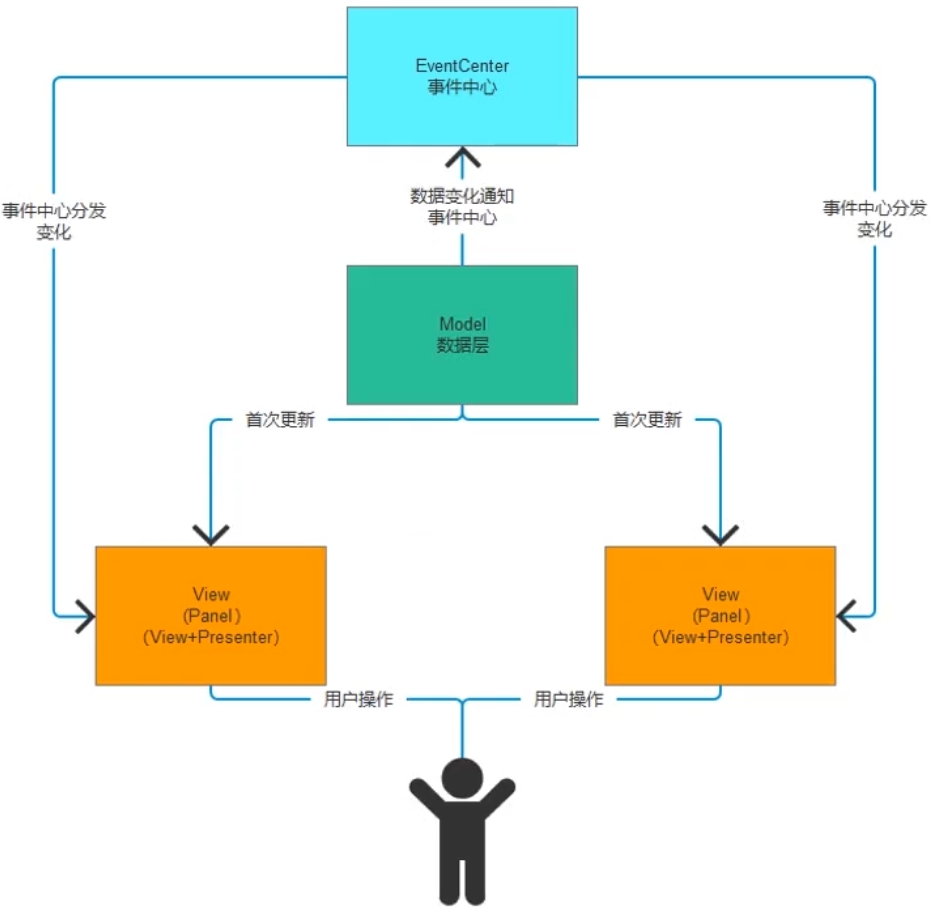 EventCenter
事件中心
数据变化通知
事件中心
事件中心分发
变化
事件中心分发
变化
Model
数据层
首次更新
首次更新
View
(Panel）
(View+Presenter）
View
(Panel）
(View+Presenter）
用户操作
用户操作